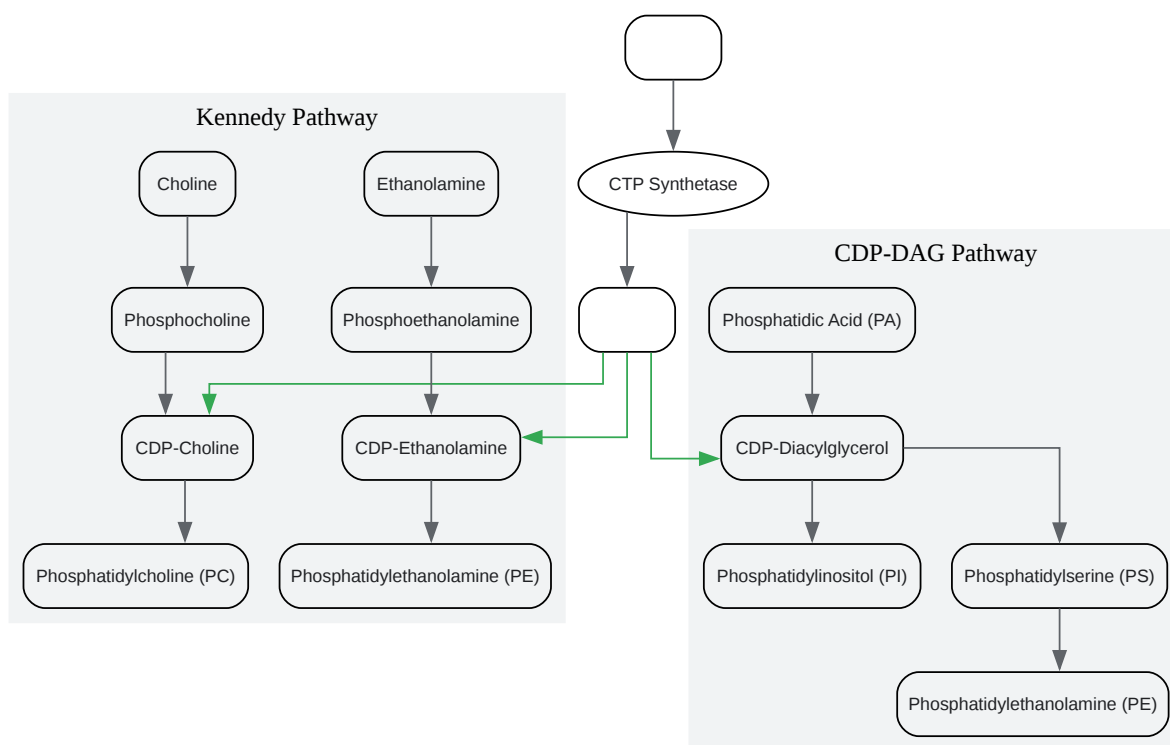 Kennedy Pathway
Choline
Ethanolamine
CTP Synthetase
CDP-DAG Pathway
Phosphocholine
Phosphoethanolamine
Phosphatidic Acid (PA)
CDP-Choline
CDP-Ethanolamine
CDP-Diacylglycerol
Phosphatidylcholine (PC)
Phosphatidylethanolamine (PE)
Phosphatidylinositol (PI)
Phosphatidylserine (PS)
Phosphatidylethanolamine (PE)